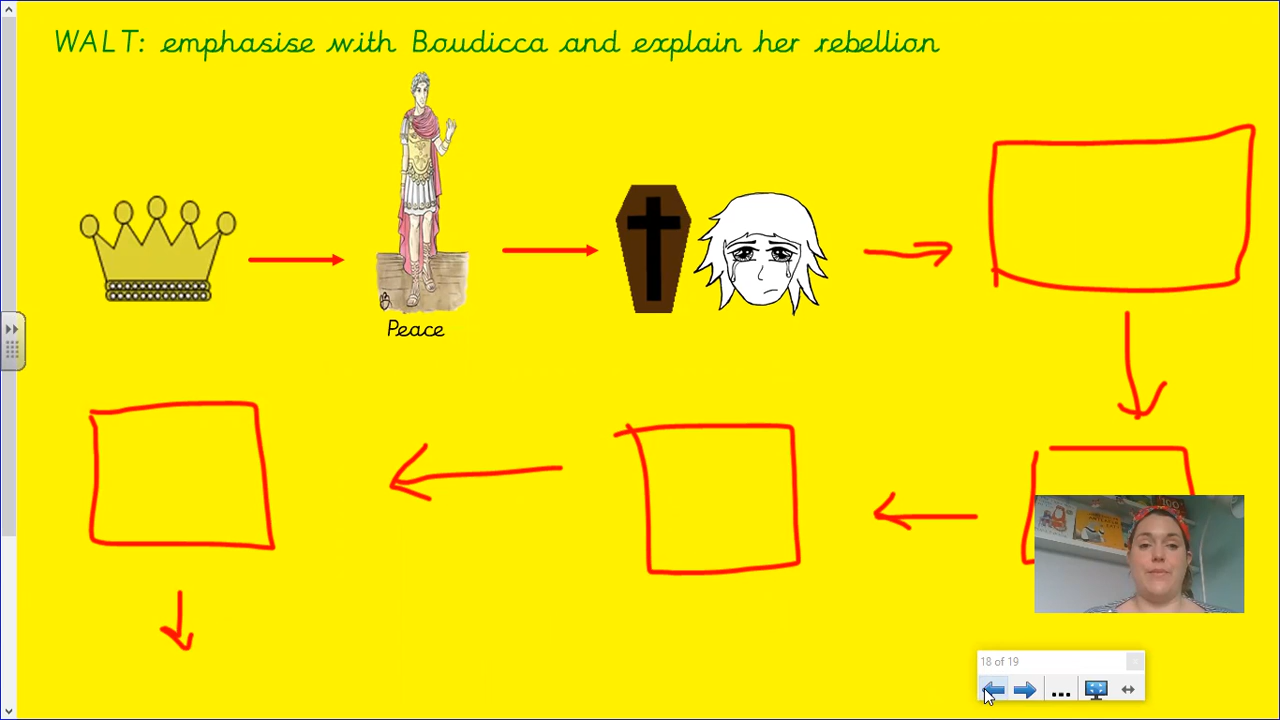 WALT: emphasise with Boudicca and explain her rebellion
Peace
18 of 19